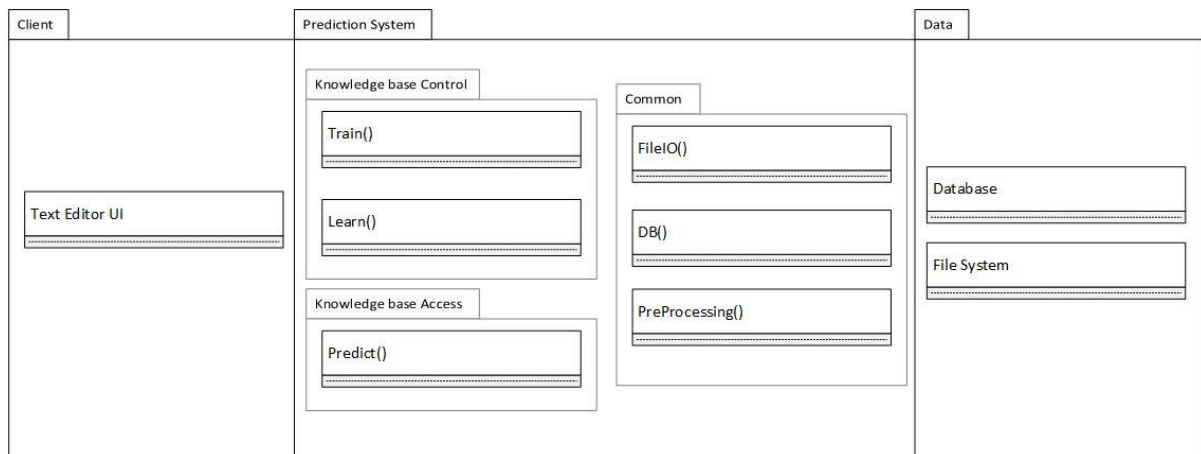 Client
Prediction System
Data
Knowledge base Control
Train()
Learn()
Knowledge base Access
Predict()
Common
FileIO()
DB()
PreProcessing()
Text Editor UI
Database
File System